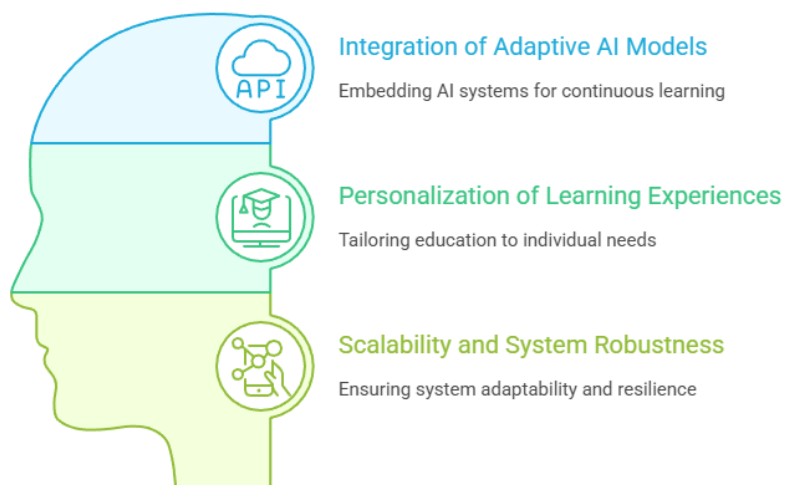 API
Integration of Adaptive AI Models
Embedding AI systems for continuous learning
Personalization of Learning Experiences
Tailoring education to individual needs
Scalability and System Robustness
Ensuring system adaptability and resilience